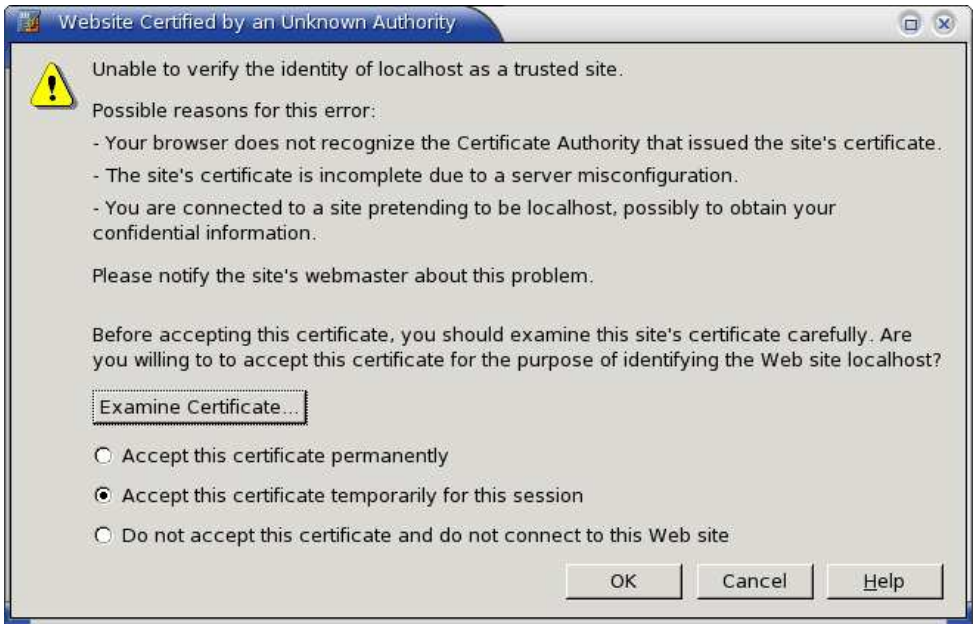 Website Certified by an Unknown Authority
Unable to verify the identity of localhost as a trusted site.
Possible reasons for this error:
- Your browser does not recognize the Certificate Authority that issued the site's certificate.
- The site's certificate is incomplete due to a server misconfiguration.
- You are connected to a site pretending to be localhost, possibly to obtain your
confidential information.
Please notify the site's webmaster about this problem.
Before accepting this certificate, you should examine this site's certificate carefully. Are
you willing to to accept this certificate for the purpose of identifying the Web site localhost?
Examine Certificate...
Accept this certificate permanently
Accept this certificate temporarily for this session
Do not accept this certificate and do not connect to this Web site
OK Cancel Help